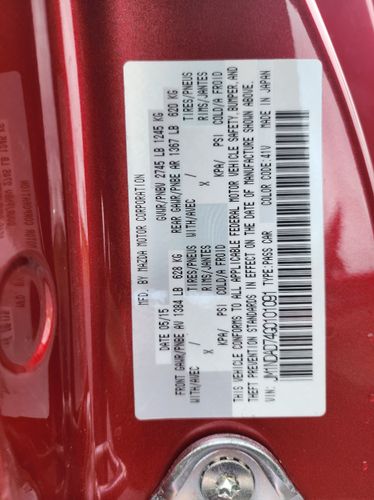 MFD. BY MAZDA MOTOR CORPORATION
05/15 GVWR/PNBV 2745 LB 1245 KG
FRONT GAWR/PNBE AV 1384 LB 628 KG REAR GAWR/PNBE AR 1367 LB 620 KG
WITH/AVEC TIRES/PNEUS WITH/AVEC TIRES/PNEUS
X RIMS/JANTES X RIMS/JANTES
KPA/ PSI COLD/A FROID KPA/ PSI COLD/A FROID
THIS VEHICLE CONFORMS TO ALL APPLICABLE FEDERAL MOTOR VEHICLE SAFETY,BUMPER,AND
THEFT PREVENTION STANDARDS IN EFFECT ON THE DATE OF MANUFACTURE SHOWN ABOVE.
VIN: JM1NDAD74G0101091 TYPE:PASS CAR COLOR CODE:41V MADE IN JAPAN